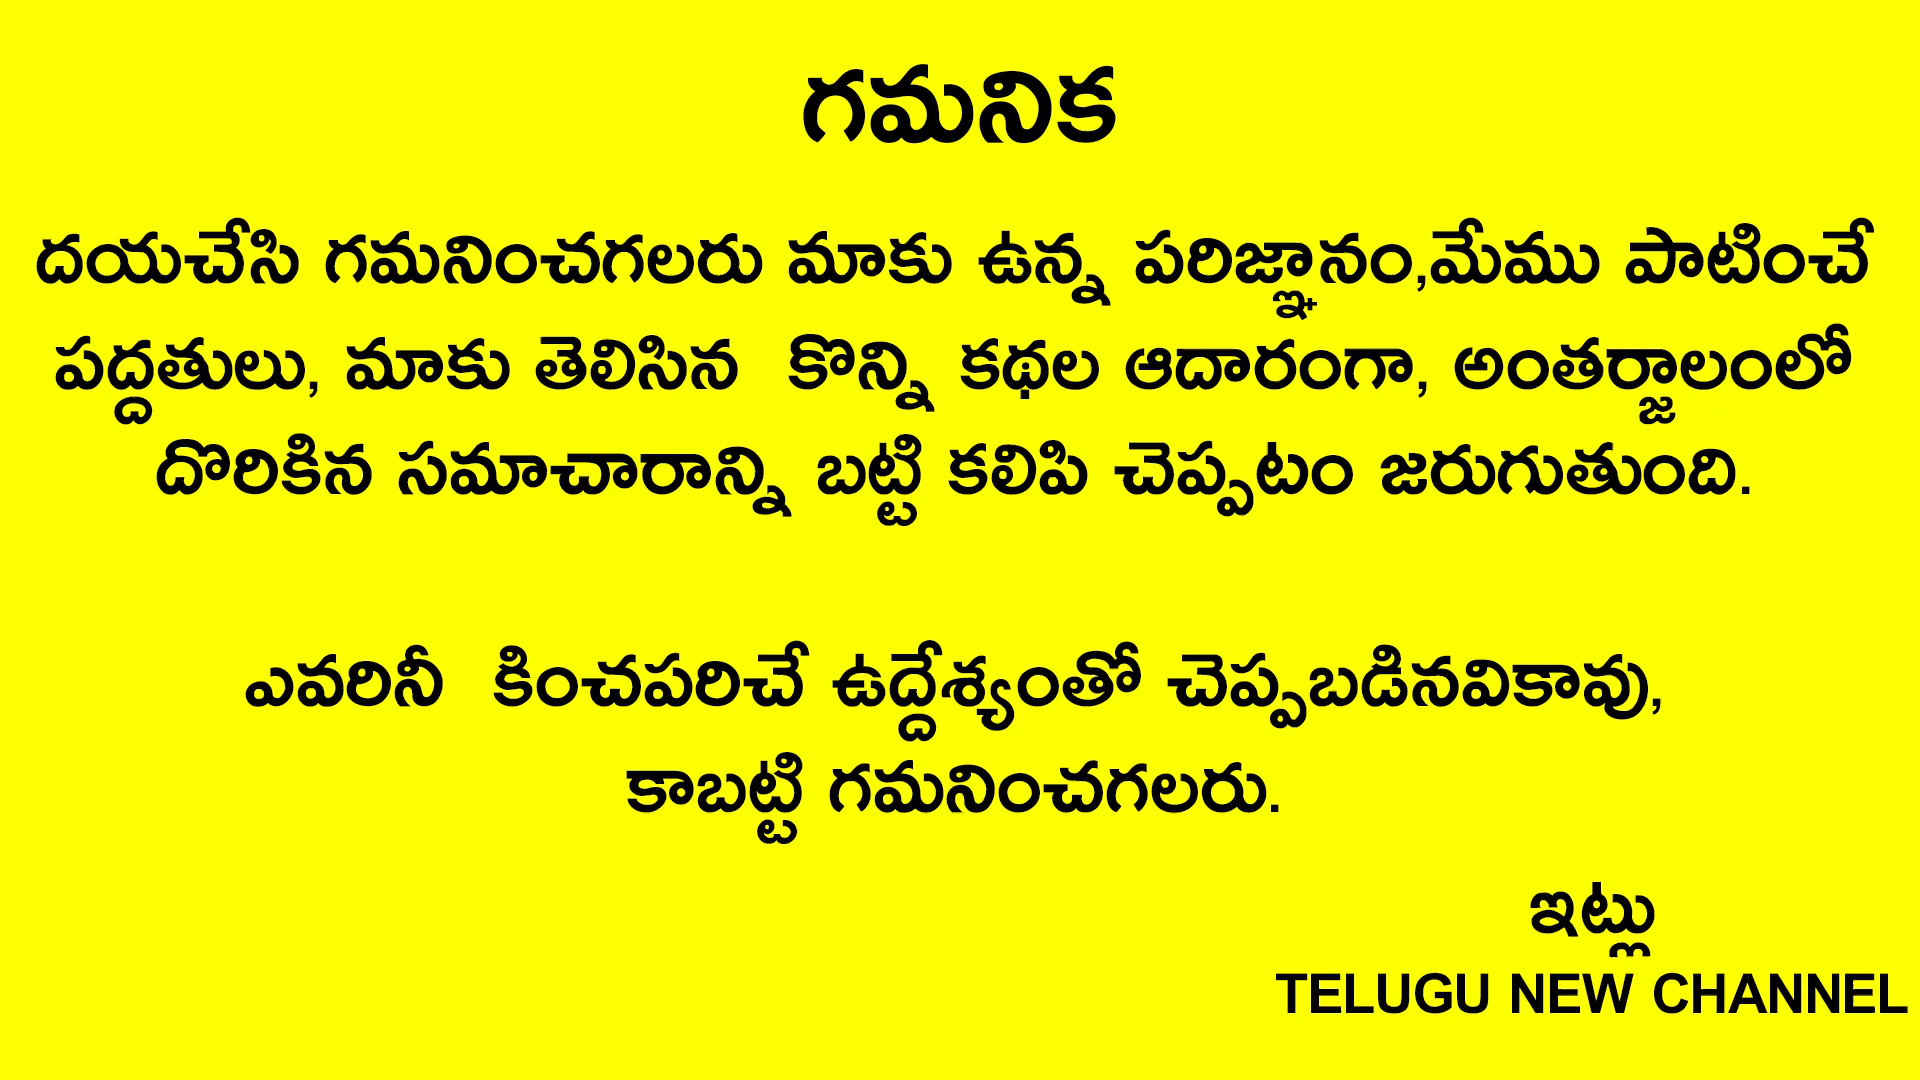 గమనిక
దయచేసి గమనించగలరు మాకు ఉన్న పరిజ్ఞానం,మేము పాటించే
పద్దతులు, మాకు తెలిసిన కొన్ని కథల ఆదారంగా, అంతర్జాలంలో
దొరికిన సమాచారాన్ని బట్టి కలిపి చెప్పటం జరుగుతుంది.
ఎవరినీ కించపరిచే ఉద్దేశ్యంతో చెప్పబడినవికావు,
కాబట్టి గమనించగలరు.
ఇట్లు
TELUGU NEW CHANNEL